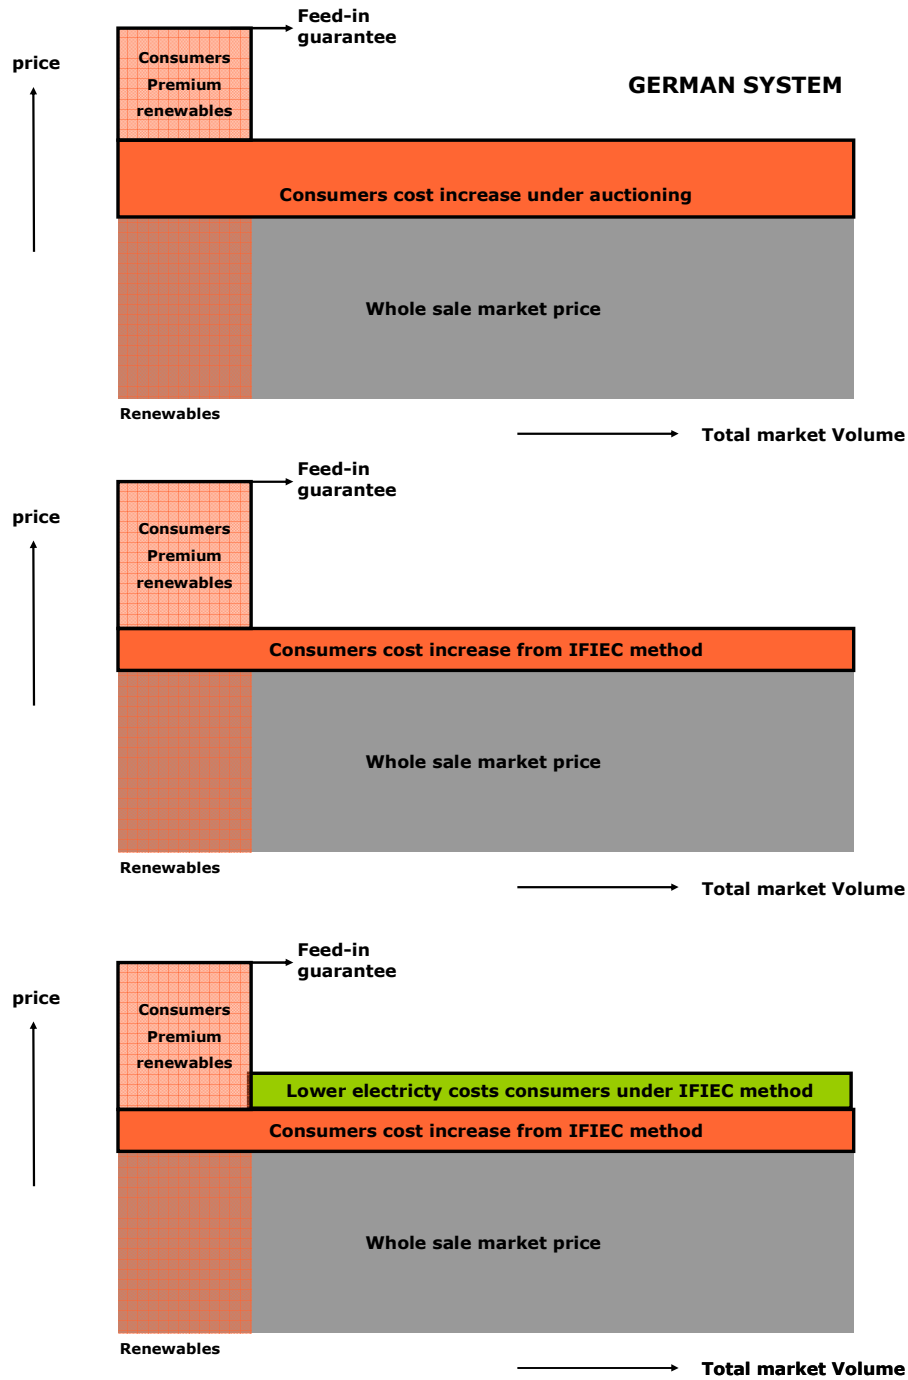 Feed-in
guarantee
price
Consumers
Premium
renewables
GERMAN SYSTEM
Consumers cost increase under auctioning
Whole sale market price
Renewables
Total market Volume
Feed-in
guarantee
price
Consumers
Premium
renewables
Consumers cost increase from IFIEC method
Whole sale market price
Renewables
Total market Volume
Feed-in
guarantee
price
Consumers
Premium
renewables
Lower electricty costs consumers under IFIEC method
Consumers cost increase from IFIEC method
Whole sale market price
Renewables
Total market Volume